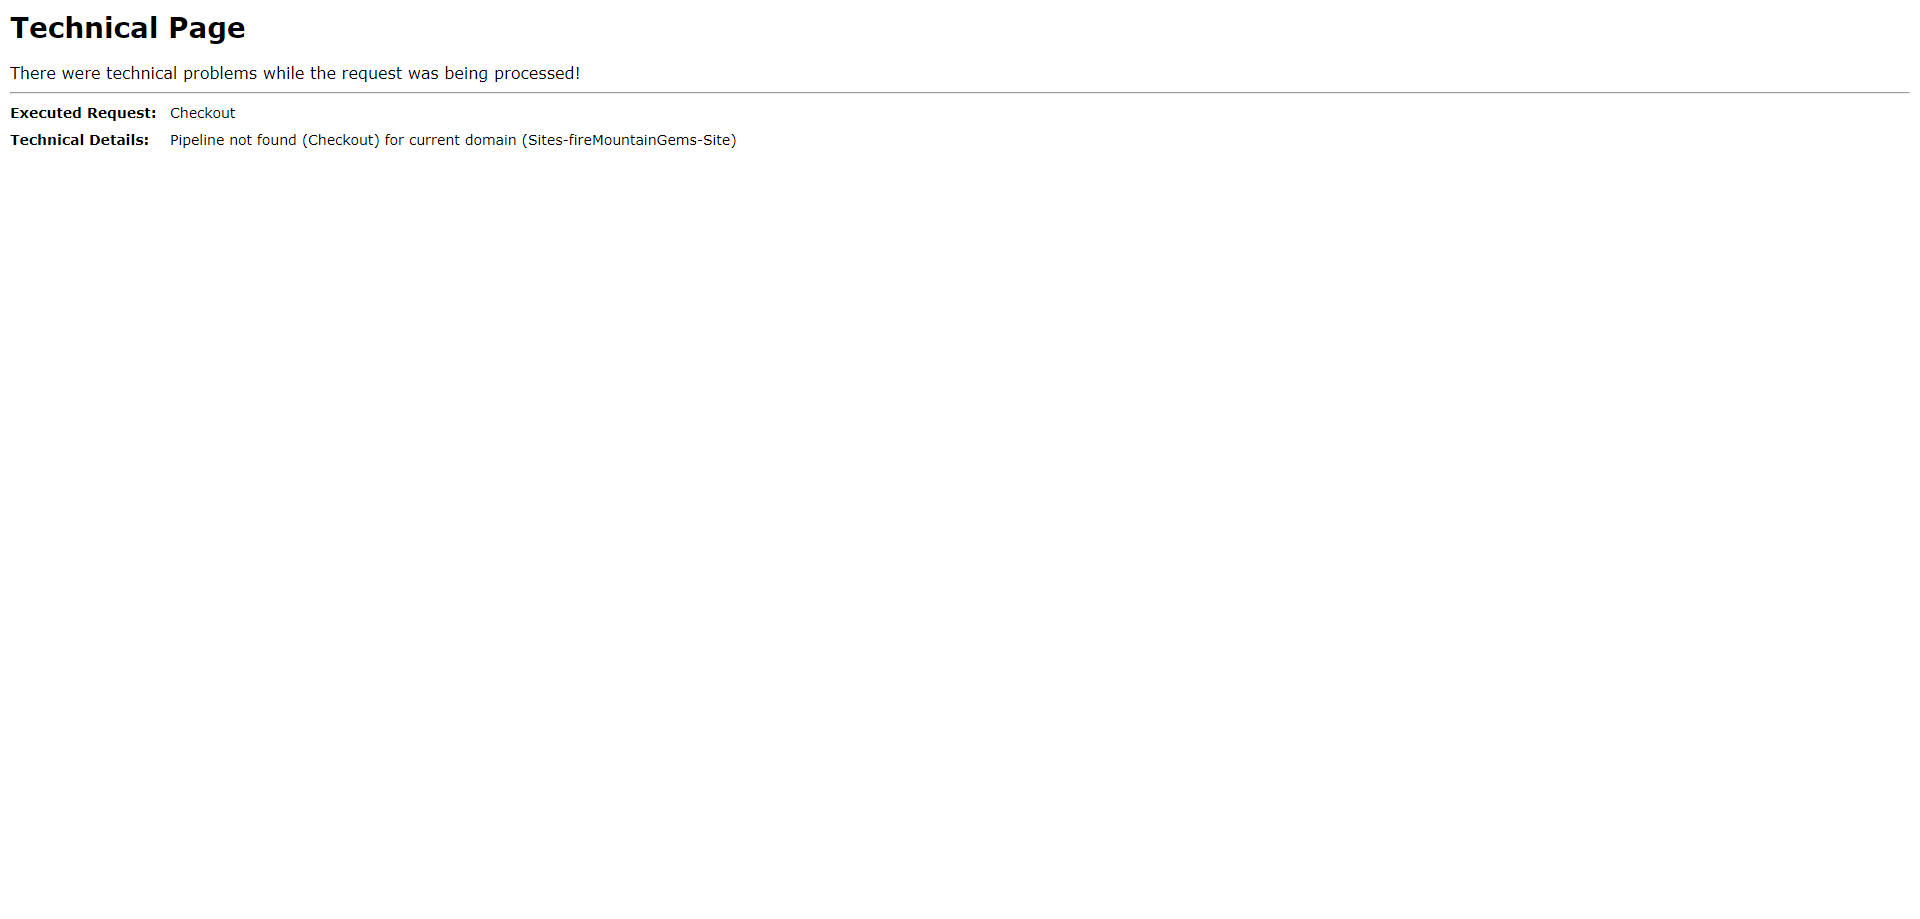 Technical Page
There were technical problems while the request was being processed!
Executed Request: Checkout
Technical Details: Pipeline not found (Checkout) for current domain (Sites-fireMountainGems-Site)